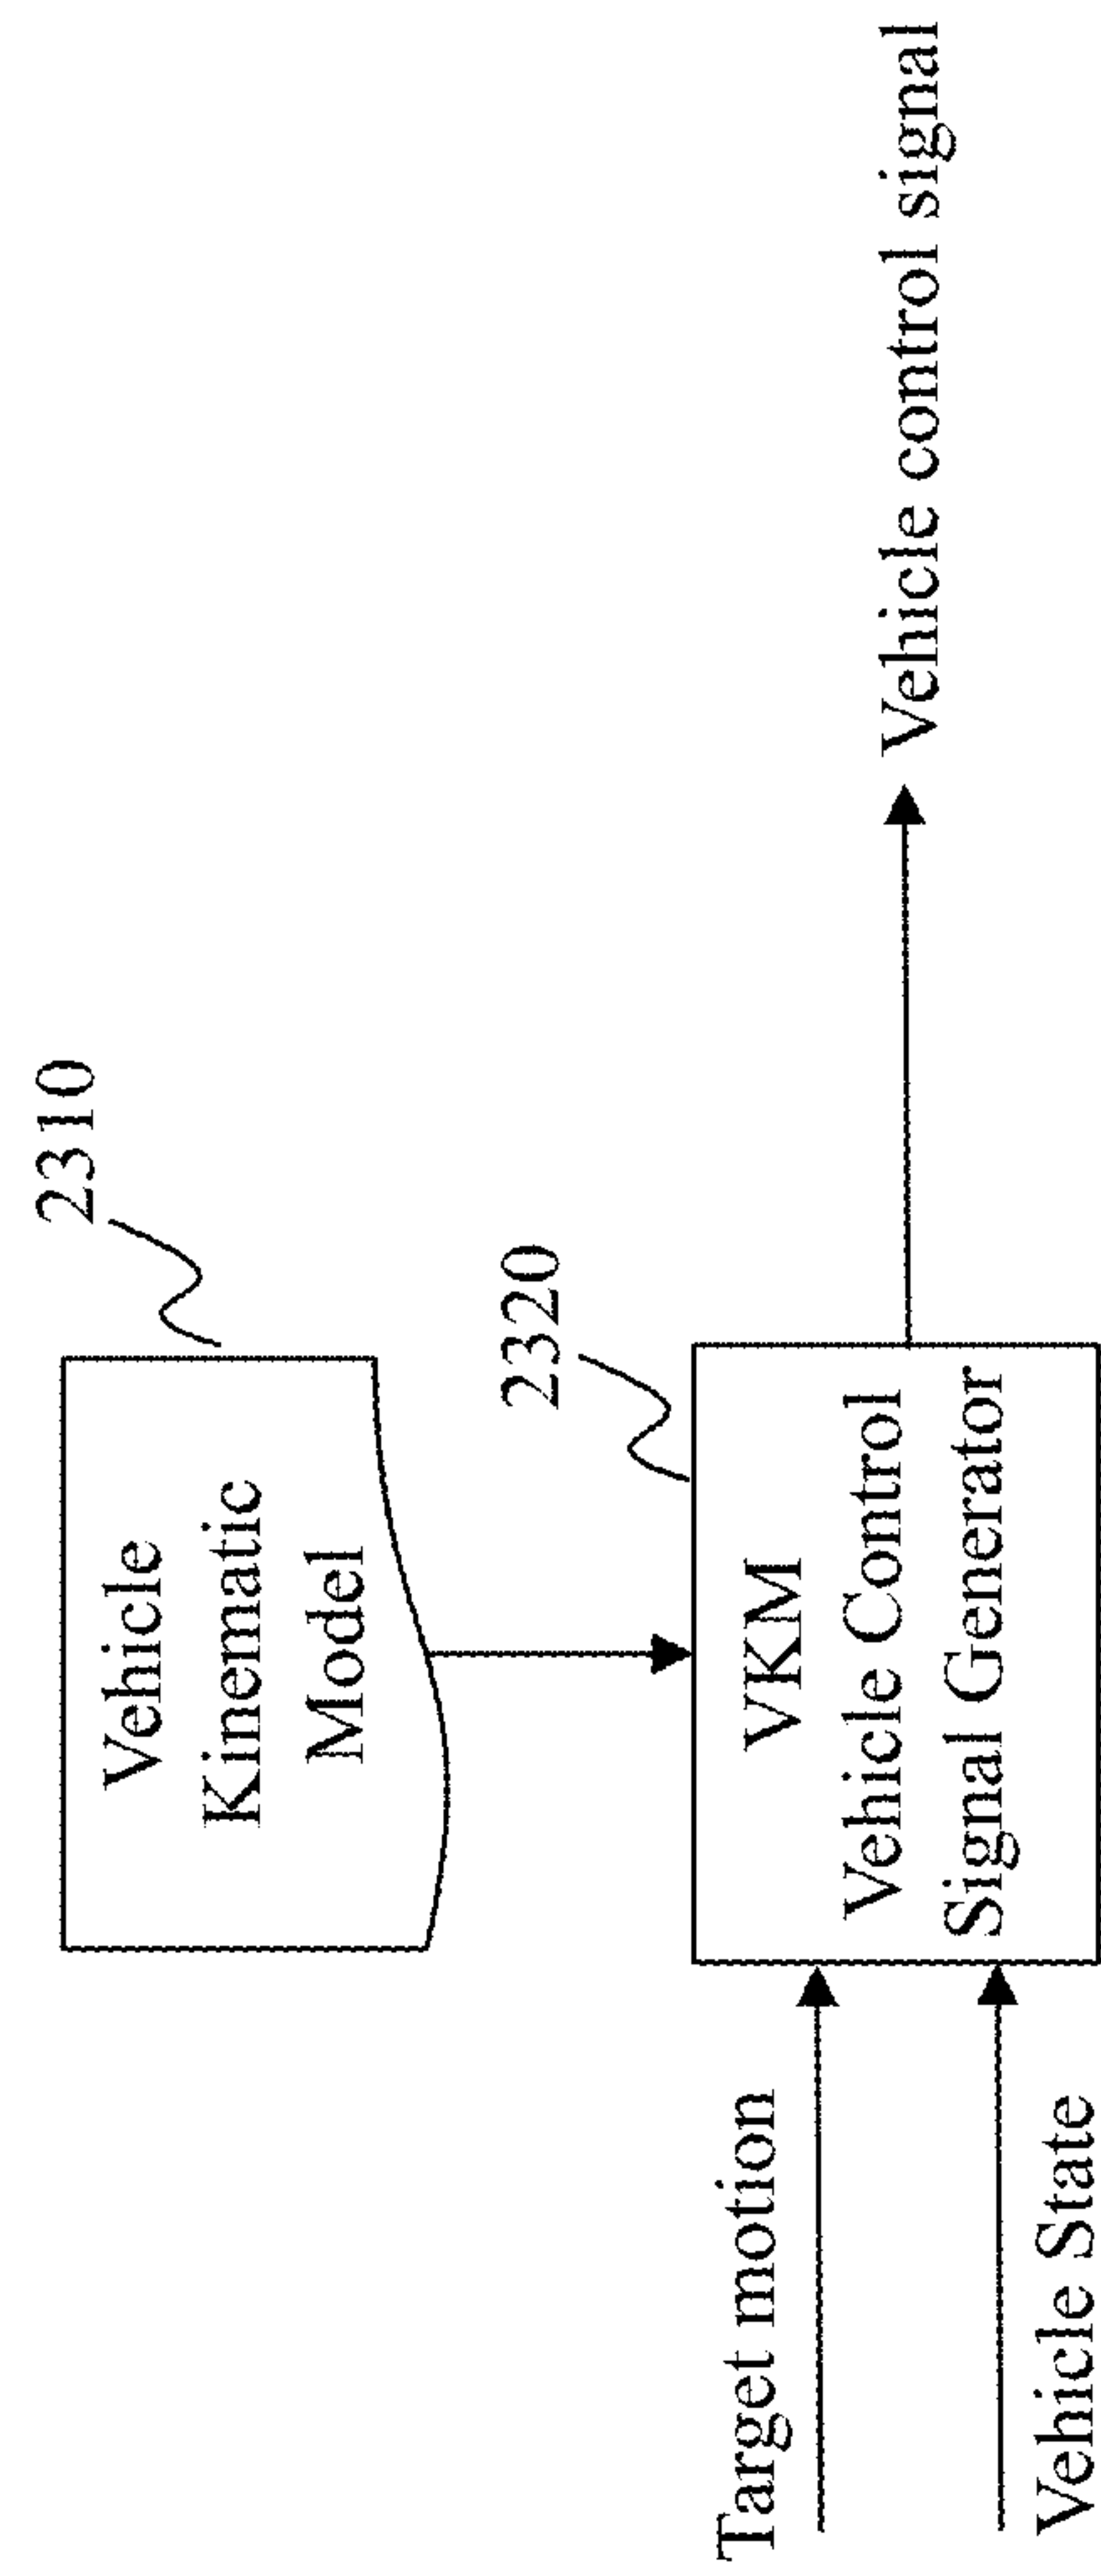 2310
Vehicle
Kinematic
Model
2320
VKM
Vehicle Control
Signal Generator
Target motion
Vehicle State
Vehicle control signal